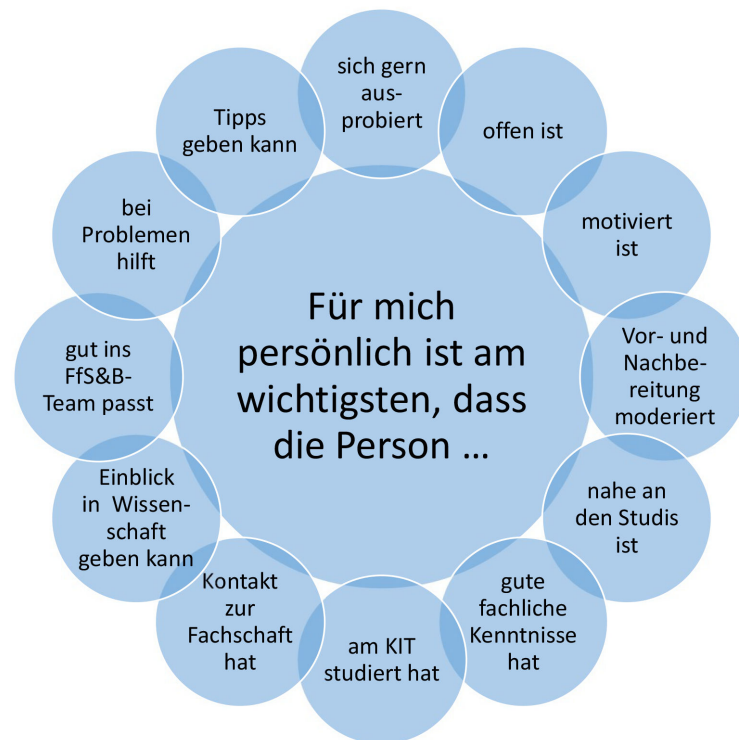 Für mich
persönlich ist am
wichtigsten, dass
die Person ...
sich gern
aus-
probiert
offen ist
motiviert
ist
Vor- und
Nachbe-
reitung
moderiert
nahe an
den Studis
ist
gute
fachliche
Kenntnisse
hat
am KIT
studiert hat
Kontakt
zur
Fachschaft
hat
Einblick
in Wissen-
schaft
geben kann
gut ins
FfS&B-
Team passt
bei
Problemen
hilft
Tipps
geben kann